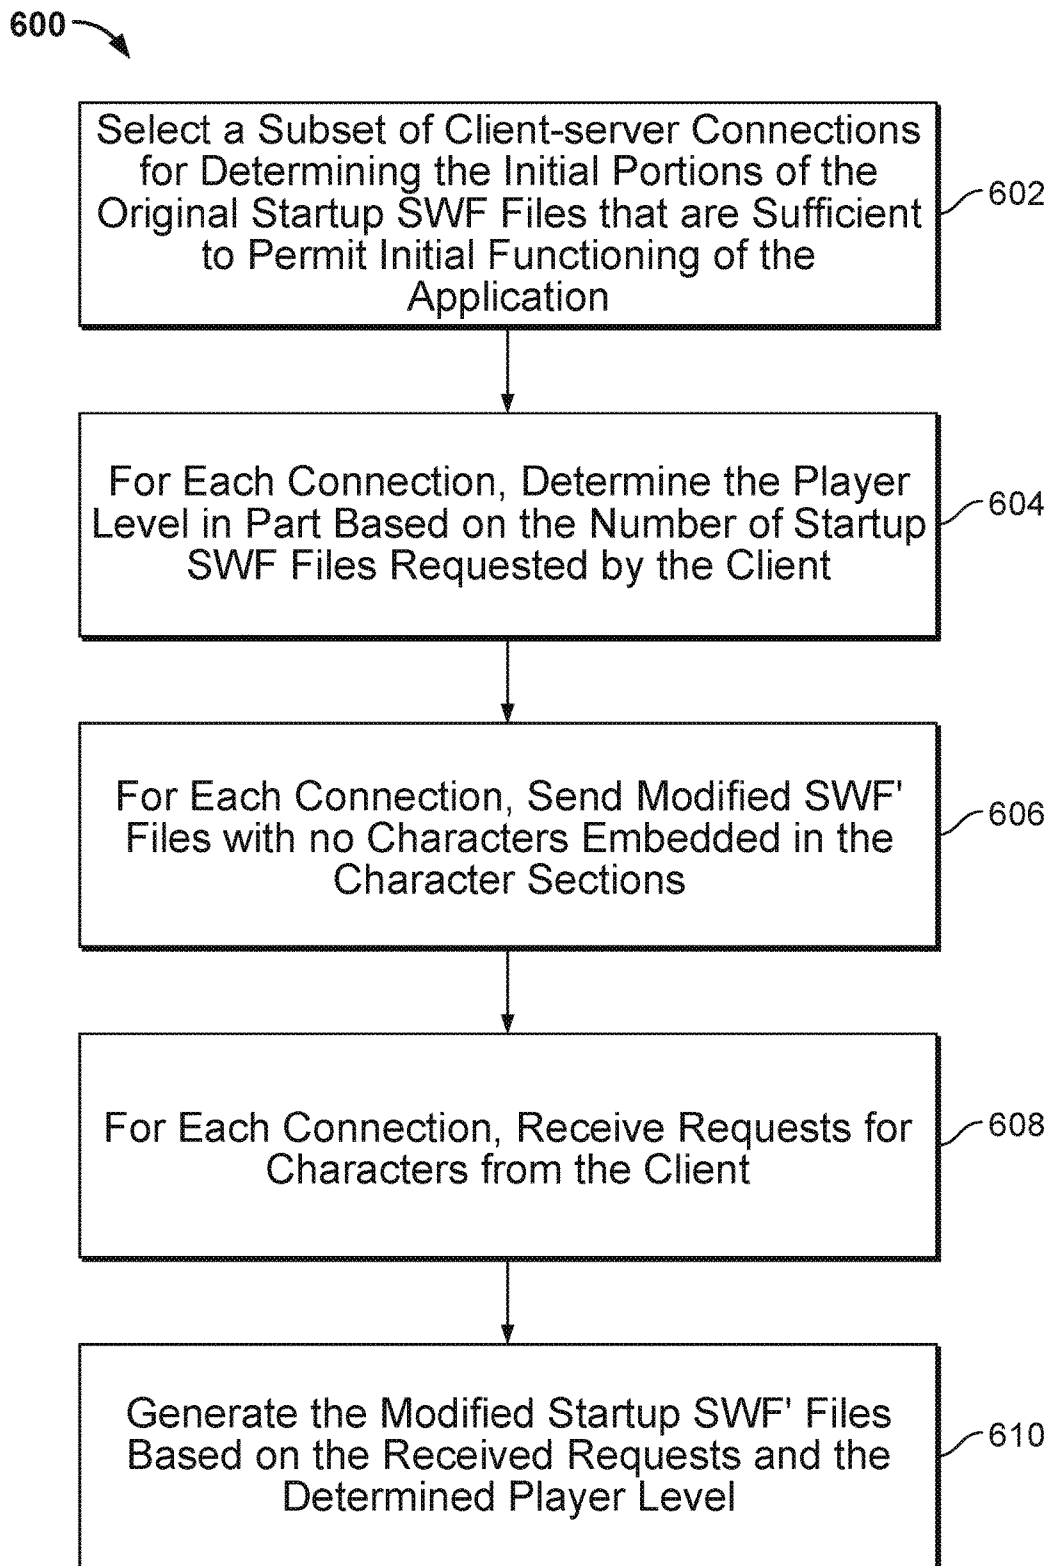 600
Select a Subset of Client-server Connections
for Determining the Initial Portions of the
Original Startup SWF Files that are Sufficient
to Permit Initial Functioning of the
Application
602
For Each Connection, Determine the Player
Level in Part Based on the Number of Startup
SWF Files Requested by the Client
604
For Each Connection, Send Modified SWF'
Files with no Characters Embedded in the
Character Sections
606
For Each Connection, Receive Requests for
Characters from the Client
608
Generate the Modified Startup SWF' Files
Based on the Received Requests and the
Determined Player Level
610